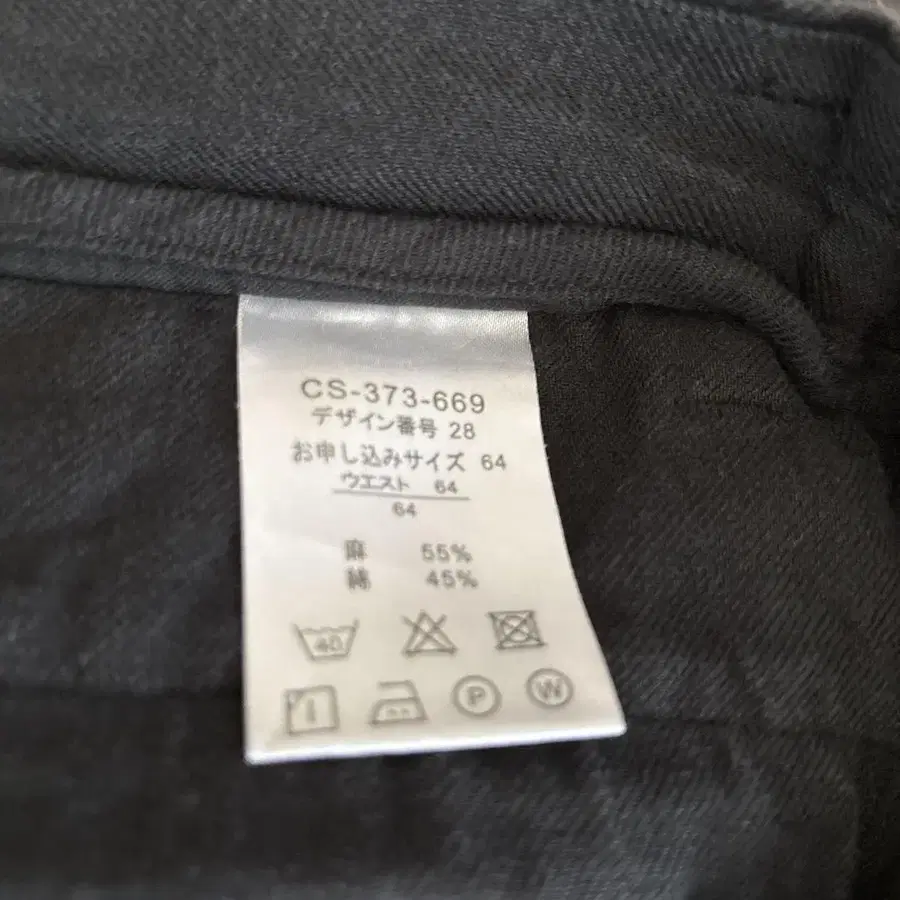 CS-373-669
デザイン番号 28
お申し込みサイズ 64
ウエスト 64
64
麻 55%
綿 45%
40
P W